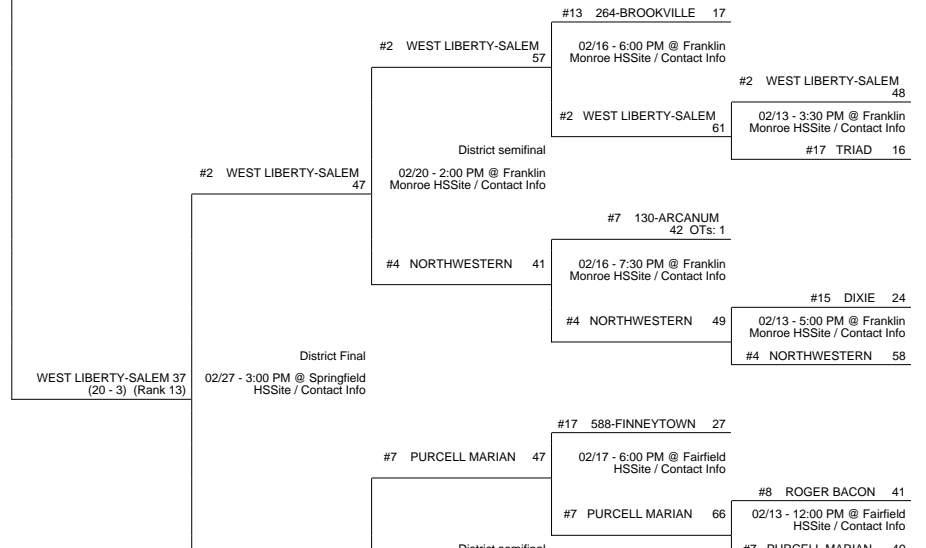 #13 264-BROOKVILLE 17
#2 WEST LIBERTY-SALEM
57
02/16 - 6:00 PM @ Franklin
Monroe HSSite / Contact Info
#2 WEST LIBERTY-SALEM
48
#2 WEST LIBERTY-SALEM
61
02/13 - 3:30 PM @ Franklin
Monroe HSSite / Contact Info
#17 TRIAD 16
District semifinal
#2 WEST LIBERTY-SALEM
47
02/20 - 2:00 PM @ Franklin
Monroe HSSite / Contact Info
#7 130-ARCANUM
42 OTs: 1
#4 NORTHWESTERN 41
02/16 - 7:30 PM @ Franklin
Monroe HSSite / Contact Info
#15 DIXIE 24
#4 NORTHWESTERN 49
02/13 - 5:00 PM @ Franklin
Monroe HSSite / Contact Info
#4 NORTHWESTERN 58
District Final
WEST LIBERTY-SALEM 37
(20 - 3) (Rank 13)
02/27 - 3:00 PM @ Springfield
HSSite / Contact Info
#17 588-FINNEYTOWN 27
#7 PURCELL MARIAN 47
02/17 - 6:00 PM @ Fairfield
HSSite / Contact Info
#8 ROGER BACON 41
#7 PURCELL MARIAN 66
02/13 - 12:00 PM @ Fairfield
HSSite / Contact Info
District semifinal
#7 PURCELL MARIAN